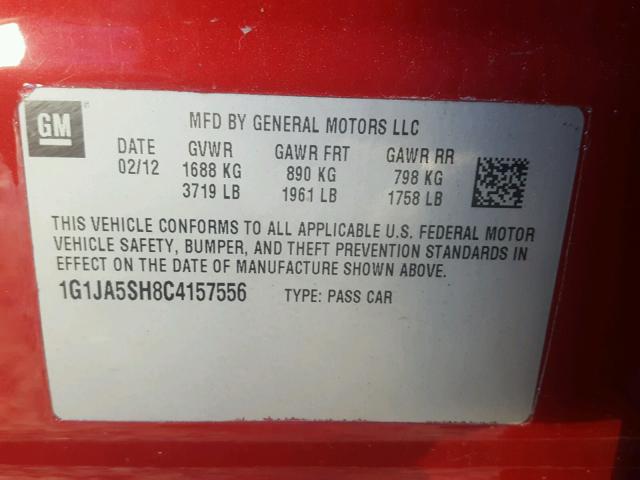 GM
MFD BY GENERAL MOTORS LLC
DATE GVWR GAWR FRT GAWR RR
02/12 1688 KG 890 KG 798 KG
3719 LB 1961 LB 1758 LB
THIS VEHICLE CONFORMS TO ALL APPLICABLE U.S. FEDERAL MOTOR
VEHICLE SAFETY, BUMPER, AND THEFT PREVENTION STANDARDS IN
EFFECT ON THE DATE OF MANUFACTURE SHOWN ABOVE.
1G1JA5SH8C4157556 TYPE: PASS CAR